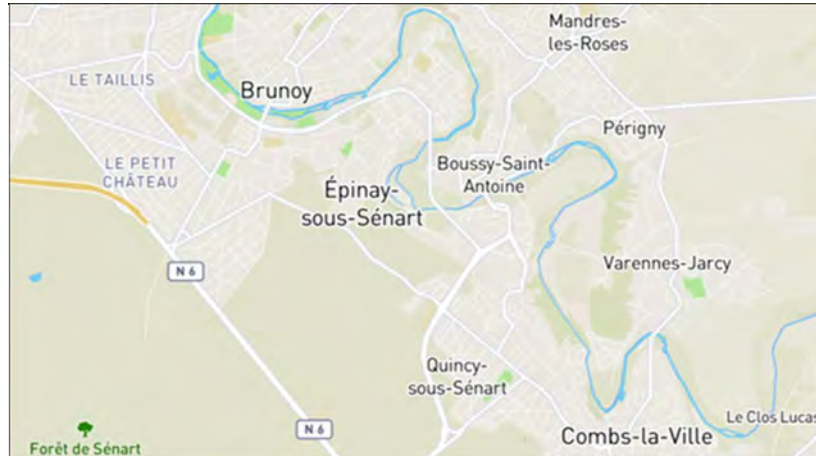 Mandres-
les-Roses
LE TAILLIS
Brunoy
Périgny
LE PETIT
CHÂTEAU
Boussy-Saint-
Antoine
Épinay-
sous-Sénart
N 6
Varennes-Jarcy
Quincy-
sous-Sénart
Le Clos Lucas
N 6
Combs-la-Ville
Forêt de Sénart